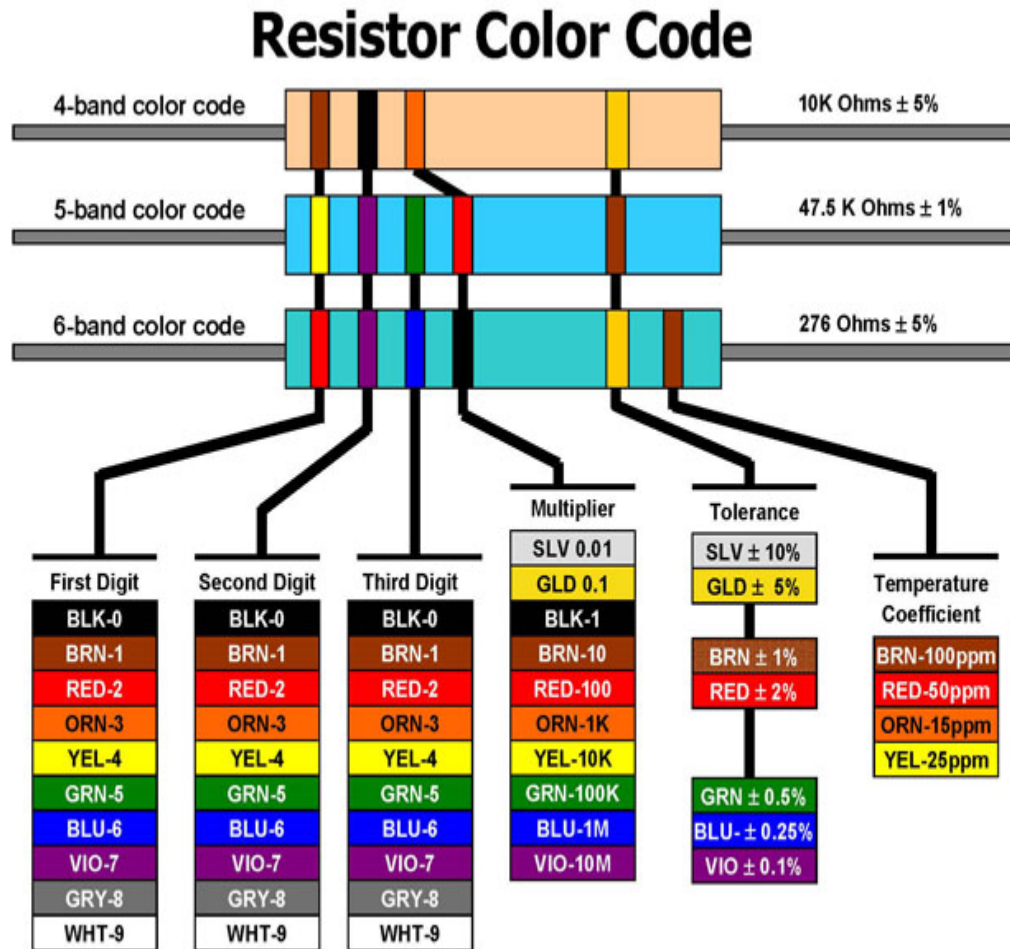 Resistor Color Code
4-band color code
10K Ohms ± 5%
5-band color code
47.5 K Ohms ± 1%
6-band color code
276 Ohms ± 5%
First Digit
BLK-0
BRN-1
RED-2
ORN-3
YEL-4
GRN-5
BLU-6
VIO-7
GRY-8
WHT-9
Second Digit
BLK-0
BRN-1
RED-2
ORN-3
YEL-4
GRN-5
BLU-6
VIO-7
GRY-8
WHT-9
Third Digit
BLK-0
BRN-1
RED-2
ORN-3
YEL-4
GRN-5
BLU-6
VIO-7
GRY-8
WHT-9
Multiplier
SLV 0.01
GLD 0.1
BLK-1
BRN-10
RED-100
ORN-1K
YEL-10K
GRN-100K
BLU-1M
VIO-10M
Tolerance
SLV ± 10%
GLD ± 5%
BRN ± 1%
RED ± 2%
GRN ± 0.5%
BLU- ± 0.25%
VIO ± 0.1%
Temperature
Coefficient
BRN-100ppm
RED-50ppm
ORN-15ppm
YEL-25ppm